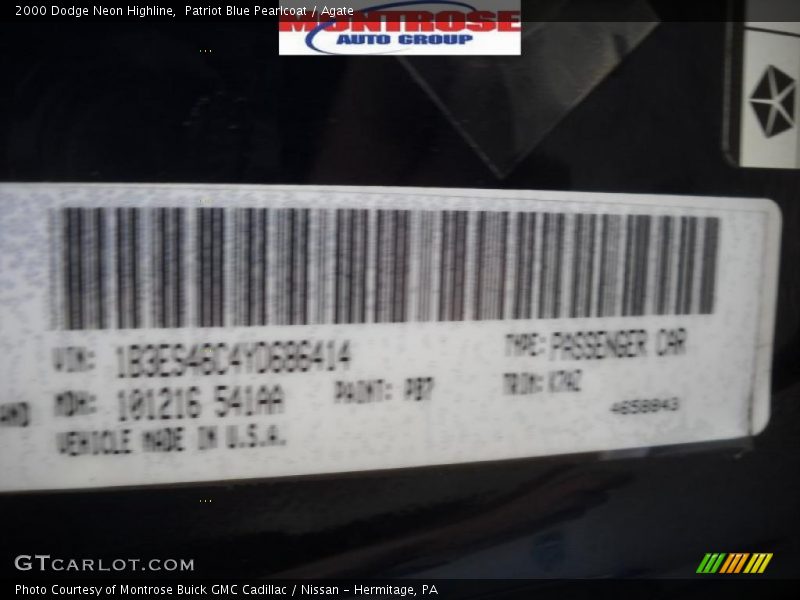 2000 Dodge Neon Highline,  Patriot Blue Pearlcoat / Agate
MONTROSE
AUTO GROUP
VIN: 1B3ES46C4YD686414 TYPE: PASSENGER CAR
AND MDH: 101216 541AA PAINT: PB7 TRIM: K7AZ
4658843
VEHICLE MADE IN U.S.A.
GTCARLOT.COM
Photo Courtesy of Montrose Buick GMC Cadillac / Nissan - Hermitage, PA